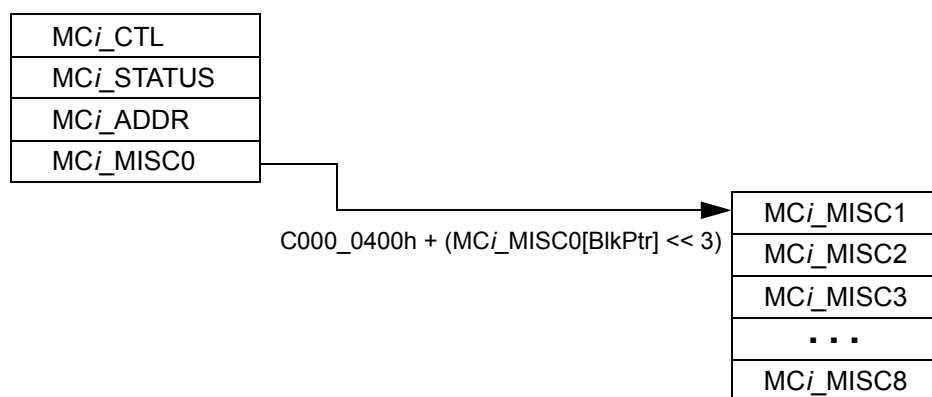 MCi_CTL
MCi_STATUS
MCi_ADDR
MCi_MISC0
C000_0400h + (MCi_MISC0[BlkPtr] << 3)
MCi_MISC1
MCi_MISC2
MCi_MISC3
. . .
MCi_MISC8